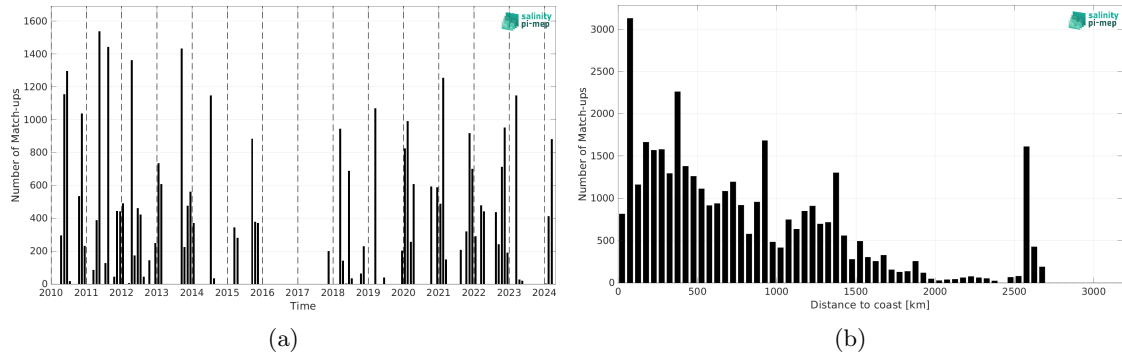 salinity
pi-mep
Number of Match-ups
1600
1400
1200
1000
800
600
400
200
0
2010 2011 2012 2013 2014 2015 2016 2017 2018 2019 2020 2021 2022 2023 2024
Time
(a)
salinity
pi-mep
Number of Match-ups
3000
2500
2000
1500
1000
500
0
0 500 1000 1500 2000 2500 3000
Distance to coast [km]
(b)